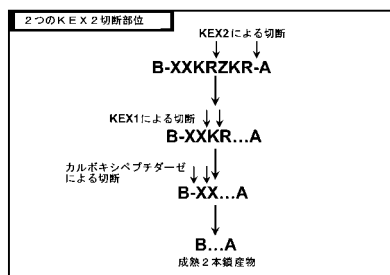 2つのKEX2切断部位
KEX2による切断
B-XXKRZKR-A
KEX1による切断
B-XXKR...A
カルボキシペプチダーゼ
による切断
B-XX...A
B...A
成熟2本鎖産物